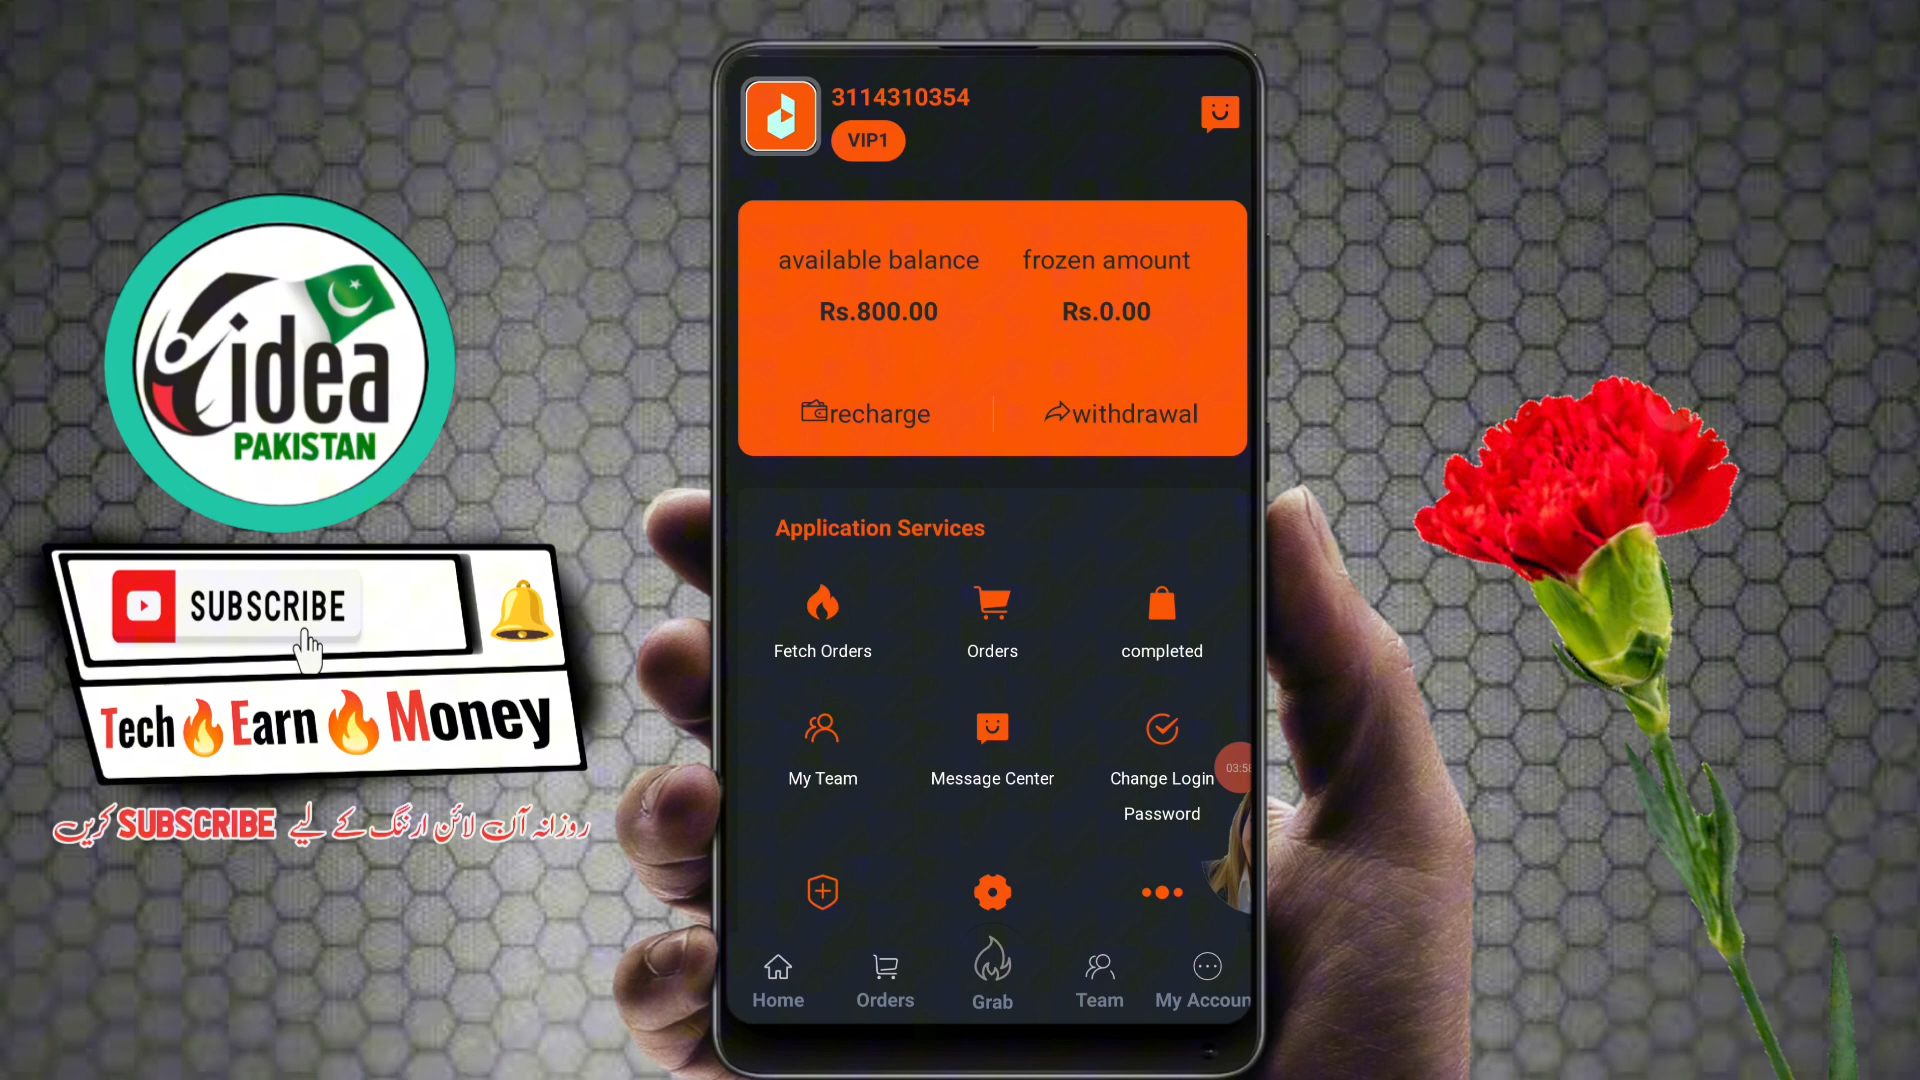 idea
PAKISTAN
SUBSCRIBE
Tech Earn Money
روزانہ آن لائن ارننگ کے لیے SUBSCRIBE کریں
3114310354
VIP1
available balance frozen amount
Rs.800.00 Rs.0.00
recharge withdrawal
Application Services
Fetch Orders Orders completed
My Team Message Center Change Login
Password
03:58
Home Orders Grab Team My Accoun